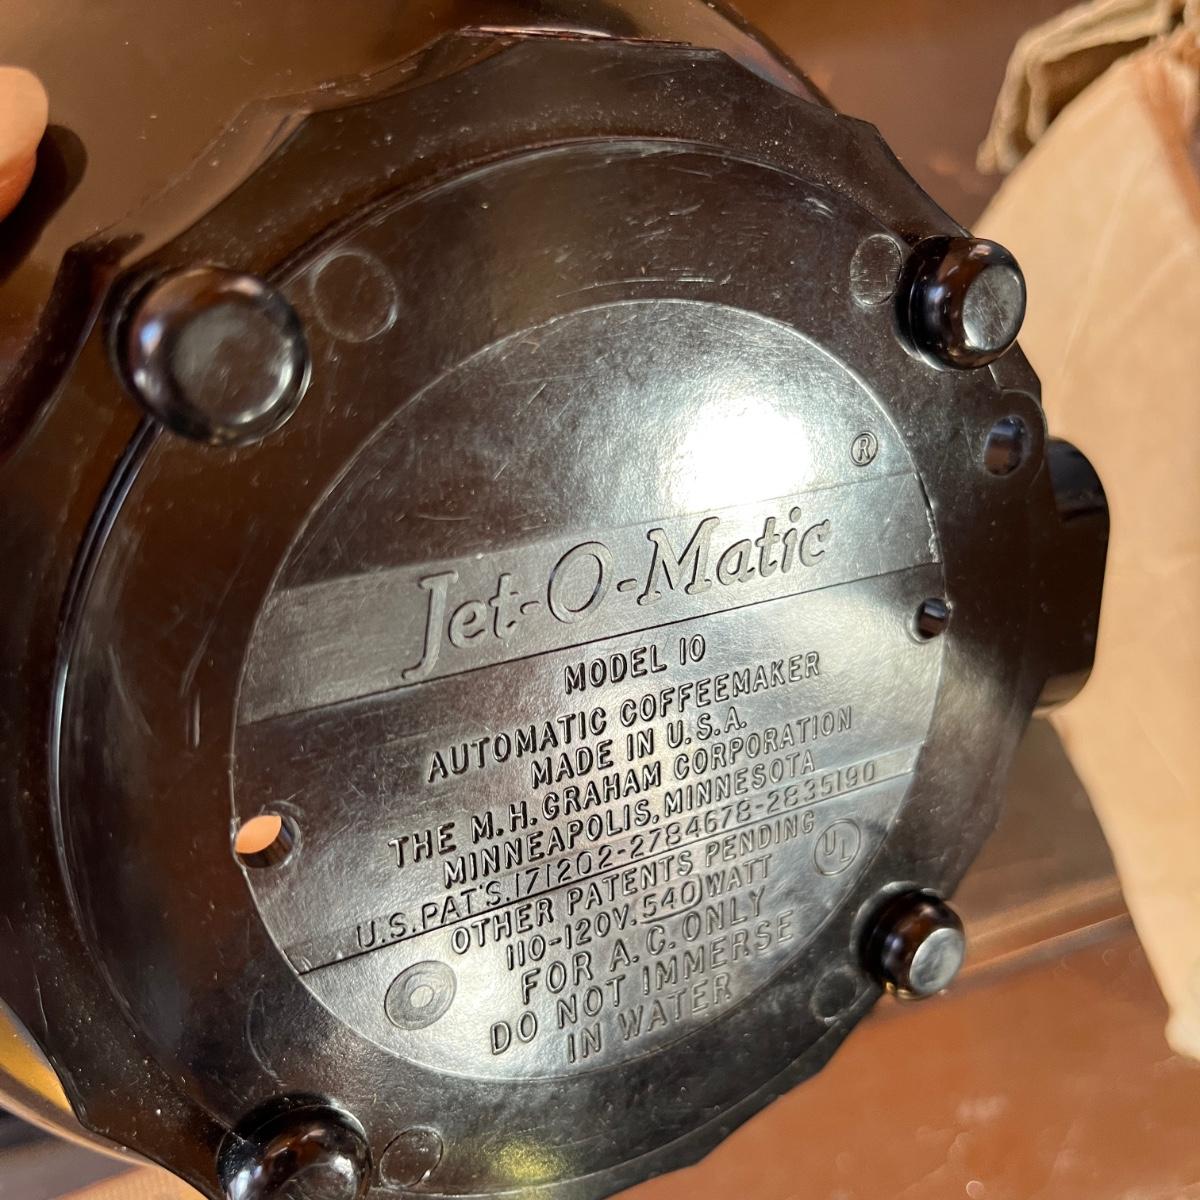 ®
Jet-O-Matic
MODEL 10
AUTOMATIC COFFEEMAKER
MADE IN U.S.A.
THE M.H. GRAHAM CORPORATION
MINNEAPOLIS, MINNESOTA
U.S. PAT'S. 171202-2784678-2835190
OTHER PATENTS PENDING
110-120V. 540 WATT
UL
FOR A.C. ONLY
DO NOT IMMERSE
IN WATER